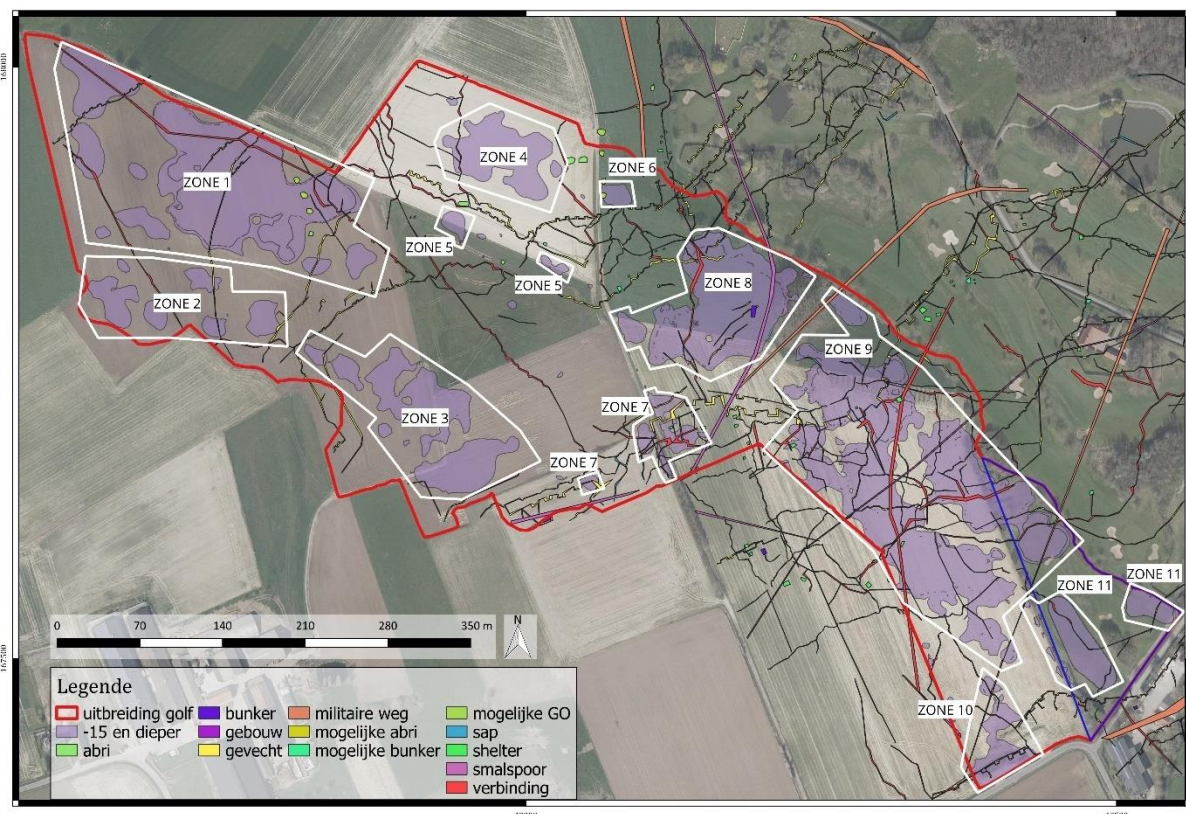 168000
ZONE 4
ZONE 6
ZONE 1
ZONE 5
ZONE 5
ZONE 8
ZONE 2
ZONE 9
ZONE 7
ZONE 3
ZONE 7
ZONE 11
ZONE 11
0 70 140 210 280 350 m
N
167500
ZONE 10
Legende
uitbreiding golf bunker militaire weg mogelijke GO
-15 en dieper gebouw mogelijke abri sap
abri gevecht mogelijke bunker shelter
smalspoor
verbinding